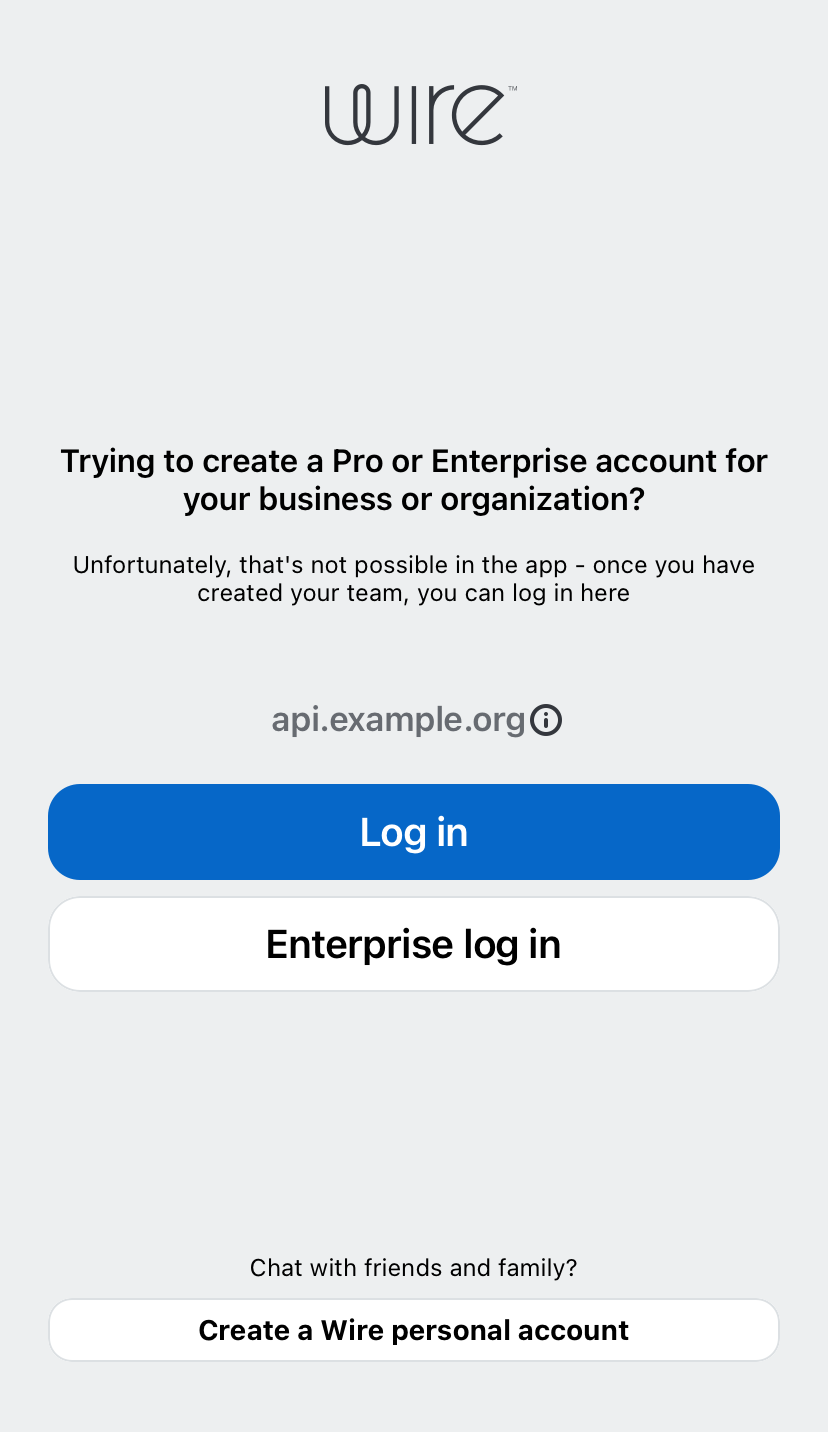 wire™
Trying to create a Pro or Enterprise account for
your business or organization?
Unfortunately, that's not possible in the app - once you have
created your team, you can log in here
api.example.org
Log in
Enterprise log in
Chat with friends and family?
Create a Wire personal account